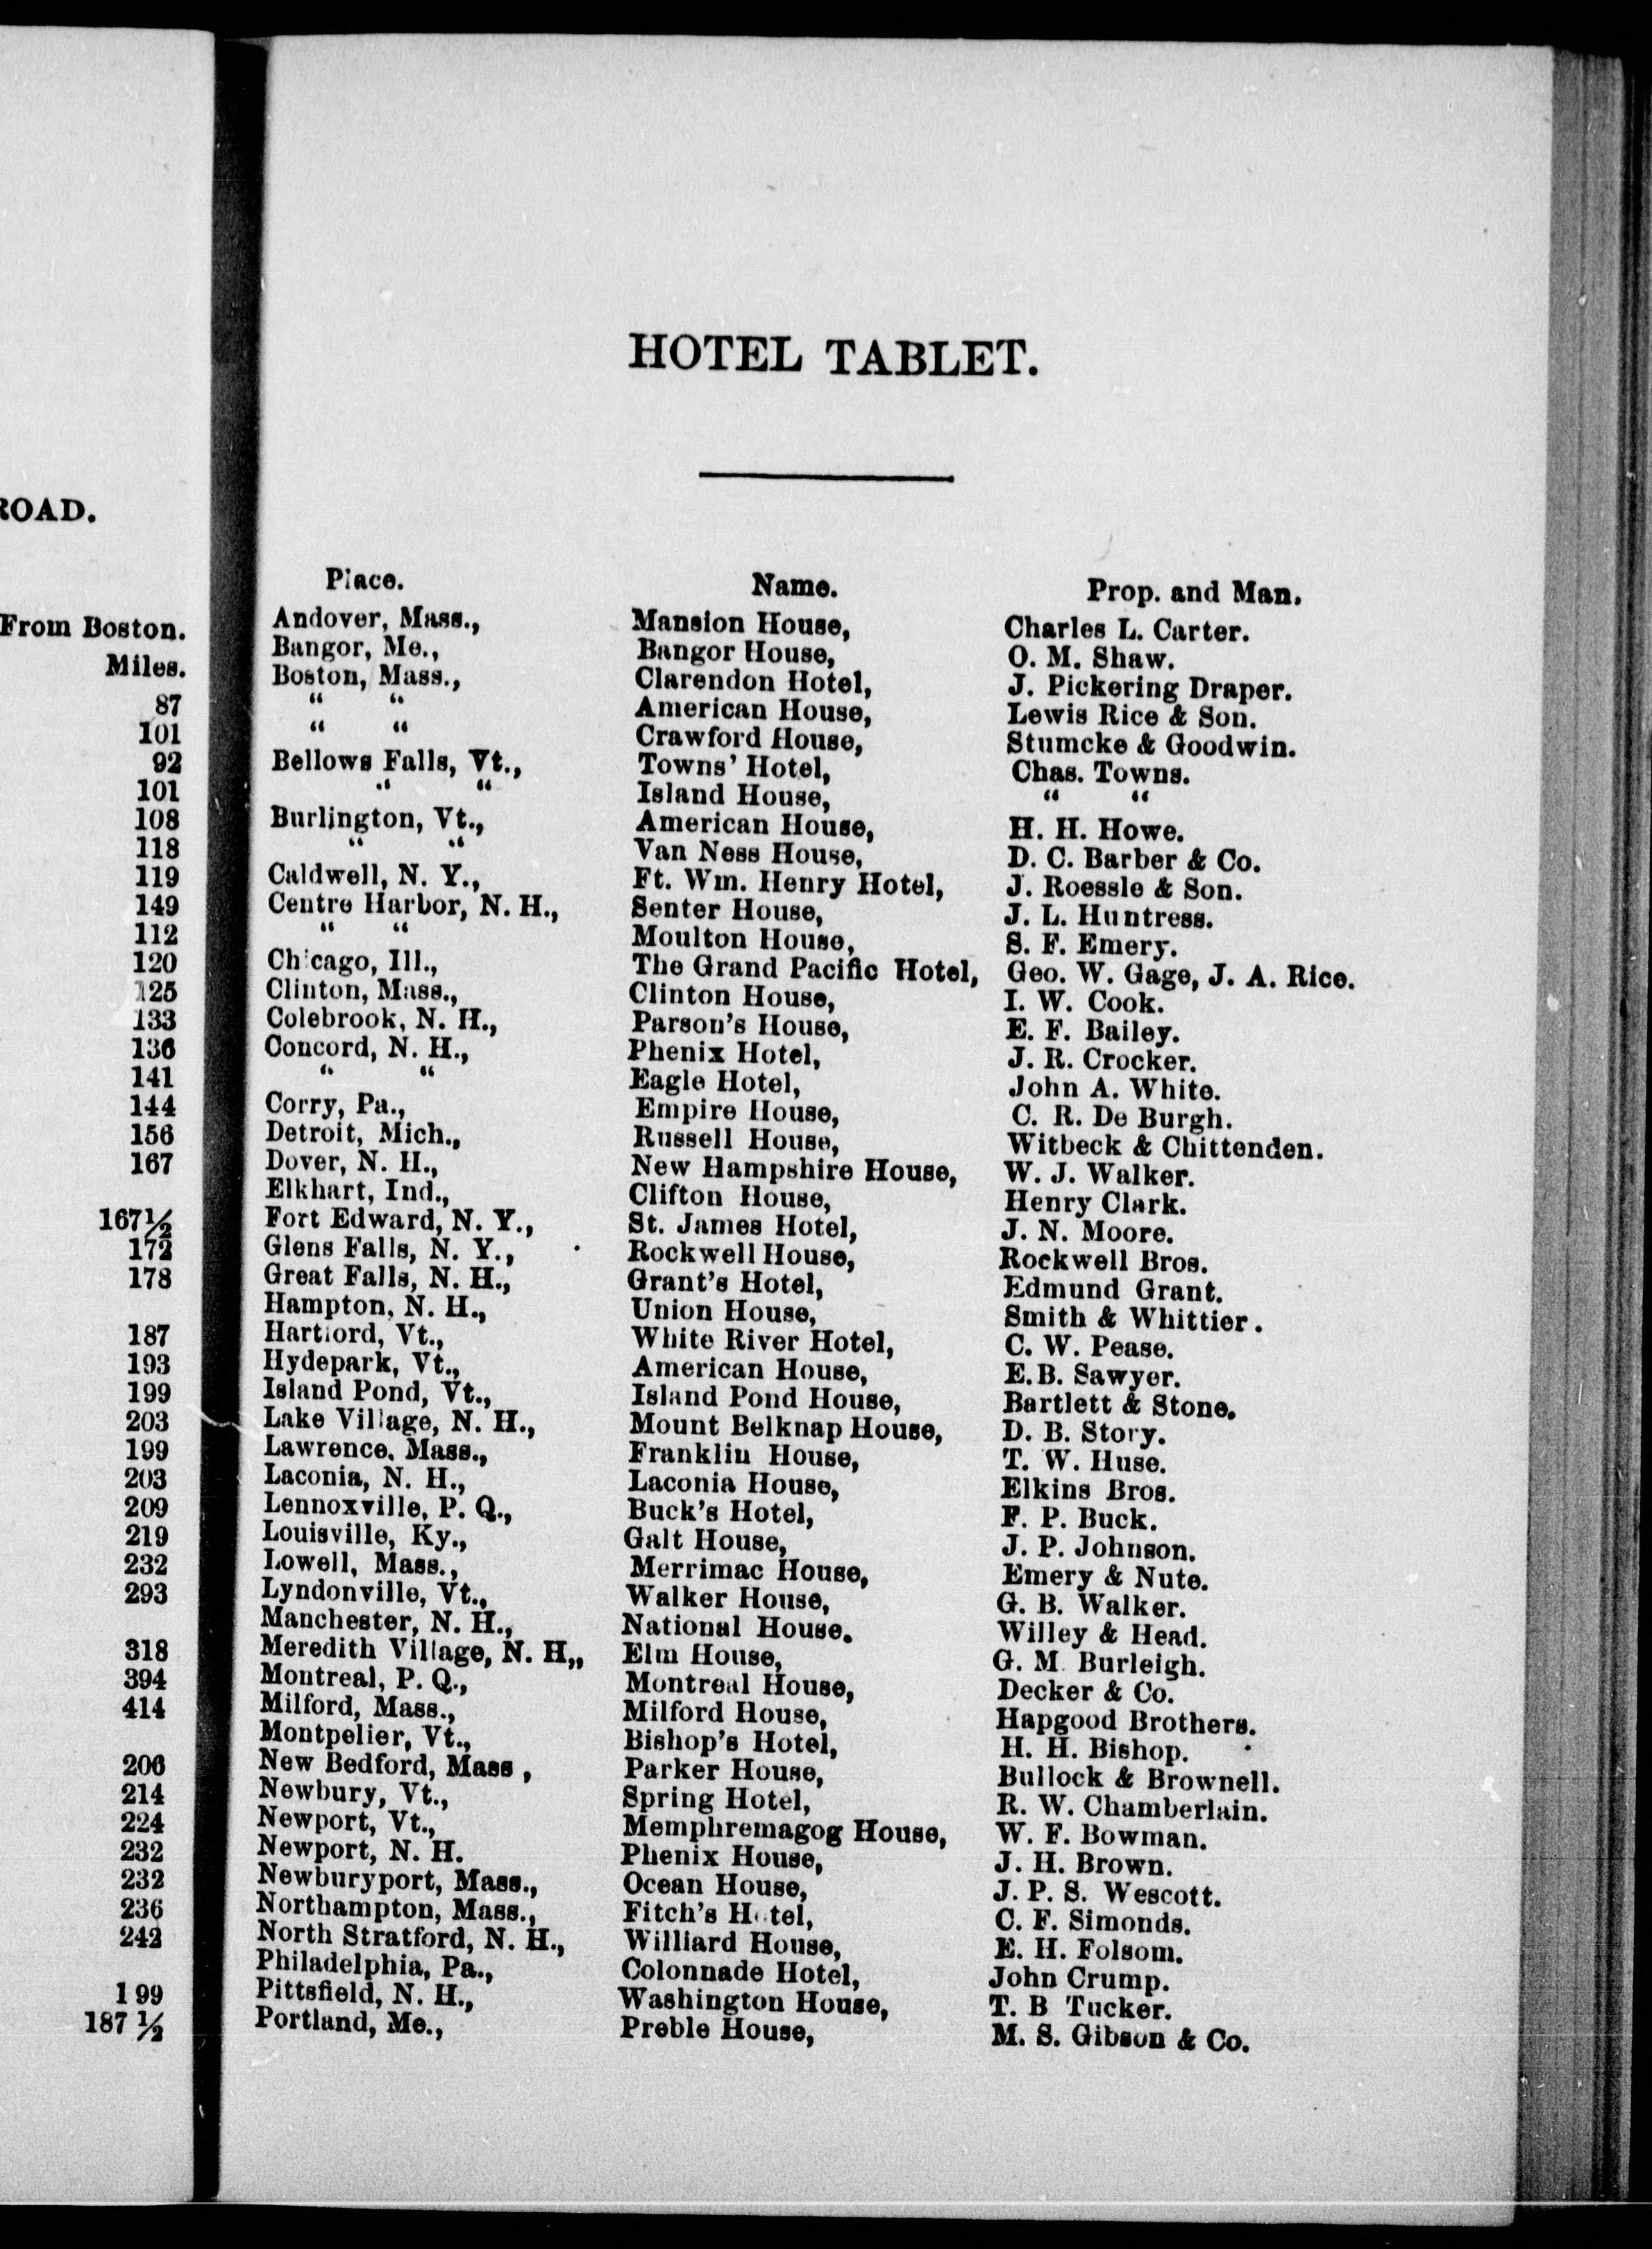 ROAD.
From Boston.
Miles.
87
101
92
101
108
118
119
149
112
120
125
133
136
141
144
156
167
167½
172
178
187
193
199
203
199
203
209
219
232
293
318
394
414
206
214
224
232
232
236
242
199
187 ½
HOTEL TABLET.
Place. Name. Prop. and Man.
Andover, Mass., Mansion House, Charles L. Carter.
Bangor, Me., Bangor House, O. M. Shaw.
Boston, Mass., Clarendon Hotel, J. Pickering Draper.
“ “ American House, Lewis Rice & Son.
“ “ Crawford House, Stumcke & Goodwin.
Bellows Falls, Vt., Towns' Hotel, Chas. Towns.
“ “ Island House, “ “
Burlington, Vt., American House, H. H. Howe.
“ “ Van Ness House, D. C. Barber & Co.
Caldwell, N. Y., Ft. Wm. Henry Hotel, J. Roessle & Son.
Centre Harbor, N. H., Senter House, J. L. Huntress.
“ “ Moulton House, S. F. Emery.
Chicago, Ill., The Grand Pacific Hotel, Geo. W. Gage, J. A. Rice.
Clinton, Mass., Clinton House, I. W. Cook.
Colebrook, N. H., Parson's House, E. F. Bailey.
Concord, N. H., Phenix Hotel, J. R. Crocker.
“ “ Eagle Hotel, John A. White.
Corry, Pa., Empire House, C. R. De Burgh.
Detroit, Mich., Russell House, Witbeck & Chittenden.
Dover, N. H., New Hampshire House, W. J. Walker.
Elkhart, Ind., Clifton House, Henry Clark.
Fort Edward, N. Y., St. James Hotel, J. N. Moore.
Glens Falls, N. Y., Rockwell House, Rockwell Bros.
Great Falls, N. H., Grant's Hotel, Edmund Grant.
Hampton, N. H., Union House, Smith & Whittier.
Hartford, Vt., White River Hotel, C. W. Pease.
Hydepark, Vt., American House, E. B. Sawyer.
Island Pond, Vt., Island Pond House, Bartlett & Stone.
Lake Village, N. H., Mount Belknap House, D. B. Story.
Lawrence, Mass., Franklin House, T. W. Huse.
Laconia, N. H., Laconia House, Elkins Bros.
Lennoxville, P. Q., Buck's Hotel, F. P. Buck.
Louisville, Ky., Galt House, J. P. Johnson.
Lowell, Mass., Merrimac House, Emery & Nute.
Lyndonville, Vt., Walker House, G. B. Walker.
Manchester, N. H., National House. Willey & Head.
Meredith Village, N. H,, Elm House, G. M. Burleigh.
Montreal, P. Q., Montreal House, Decker & Co.
Milford, Mass., Milford House, Hapgood Brothers.
Montpelier, Vt., Bishop's Hotel, H. H. Bishop.
New Bedford, Mass , Parker House, Bullock & Brownell.
Newbury, Vt., Spring Hotel, R. W. Chamberlain.
Newport, Vt., Memphremagog House, W. F. Bowman.
Newport, N. H. Phenix House, J. H. Brown.
Newburyport, Mass., Ocean House, J. P. S. Wescott.
Northampton, Mass., Fitch's Hotel, C. F. Simonds.
North Stratford, N. H., Williard House, E. H. Folsom.
Philadelphia, Pa., Colonnade Hotel, John Crump.
Pittsfield, N. H., Washington House, T. B Tucker.
Portland, Me., Preble House, M. S. Gibson & Co.